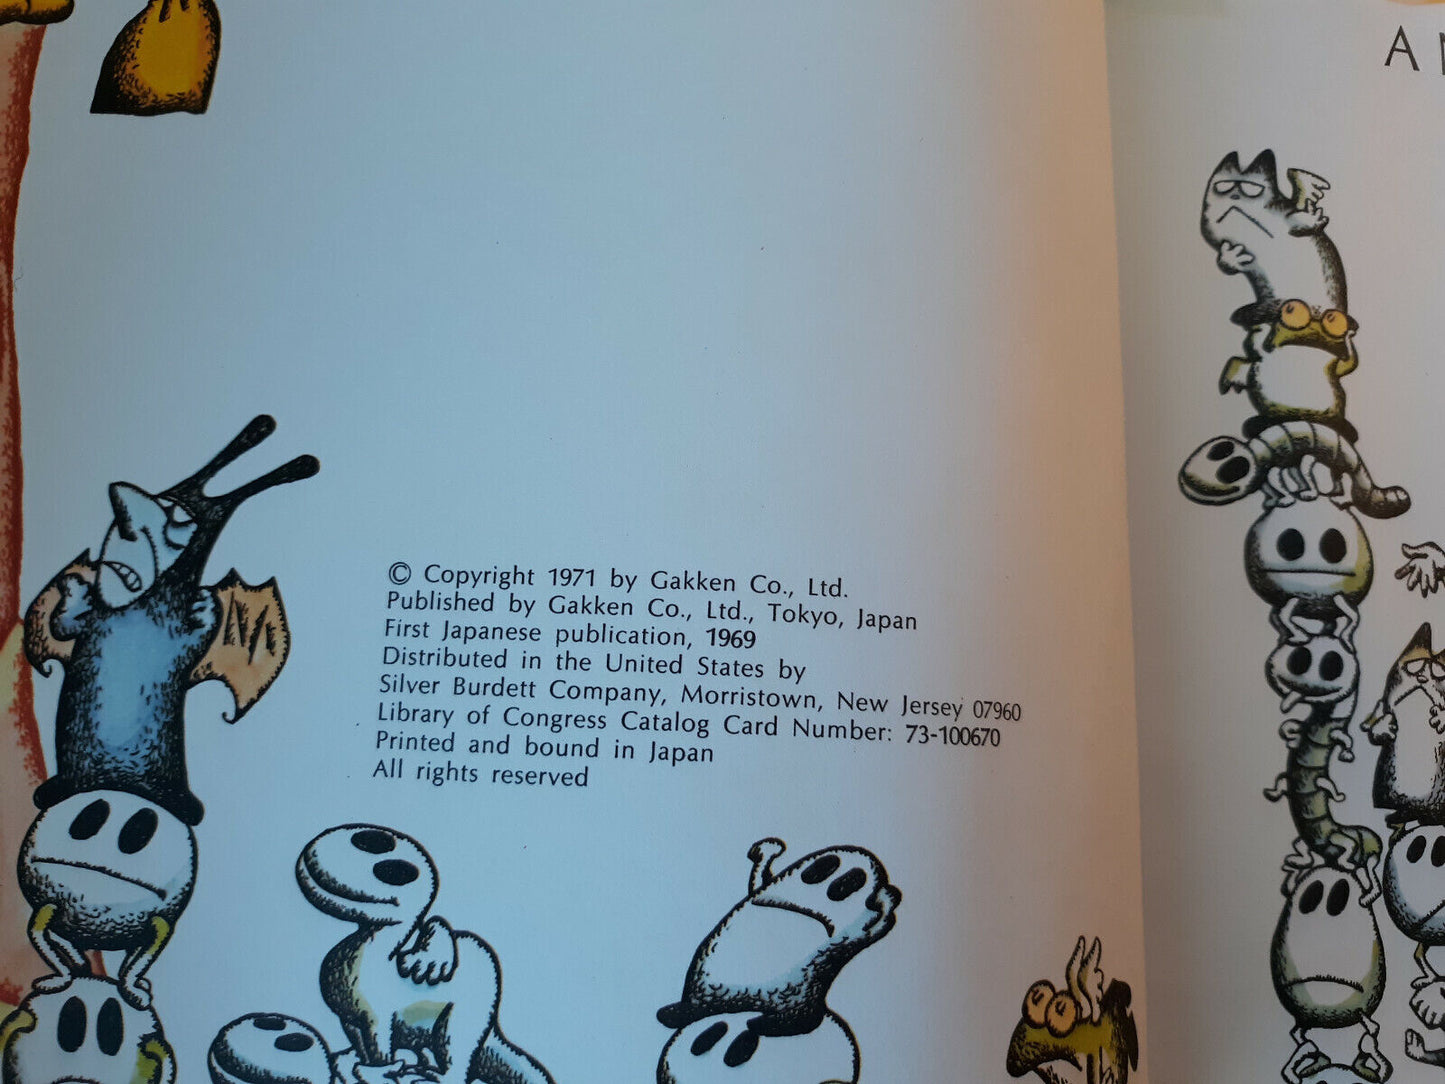 © Copyright 1971 by Gakken Co., Ltd.
Published by Gakken Co., Ltd., Tokyo, Japan
First Japanese publication, 1969
Distributed in the United States by
Silver Burdett Company, Morristown, New Jersey 07960
Library of Congress Catalog Card Number: 73-100670
Printed and bound in Japan
All rights reserved
A